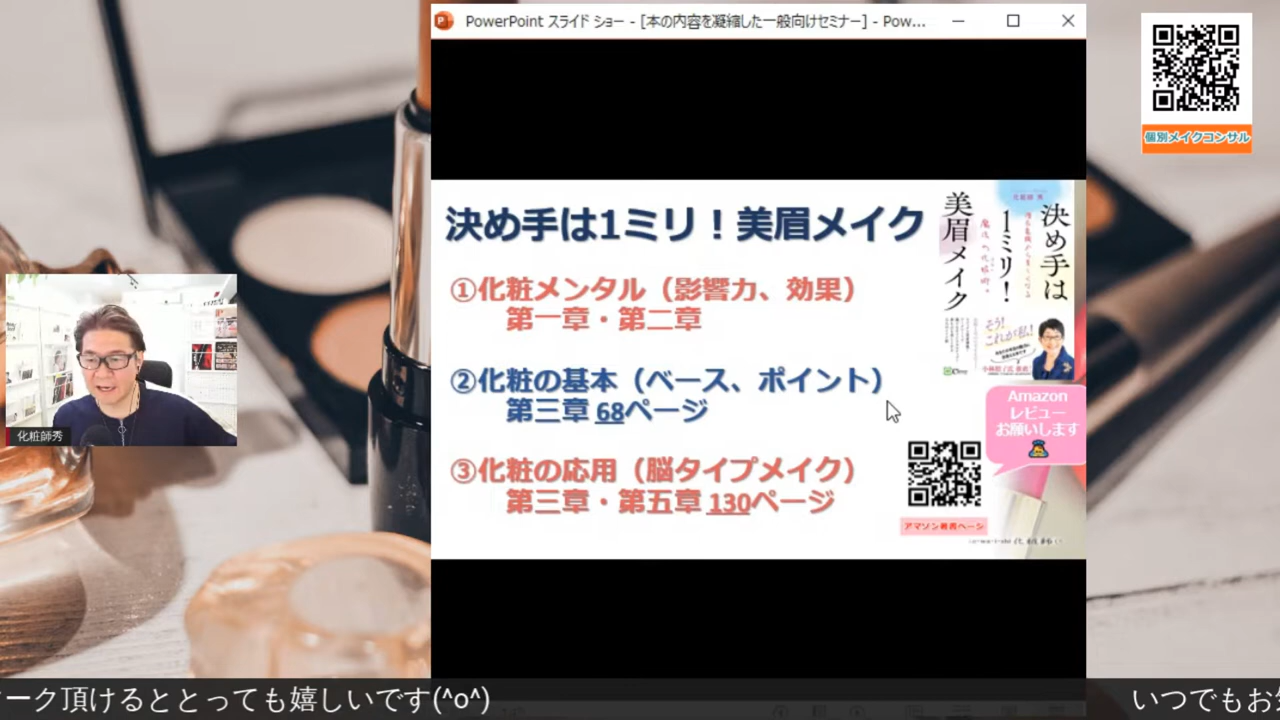 PowerPoint スライド ショー - [本の内容を凝縮した一般向けセミナー] - Pow...
個別メイクコンサル
決め手は1ミリ！美眉メイク
①化粧メンタル（影響力、効果）
第一章・第二章
②化粧の基本（ベース、ポイント）
第三章 68ページ
③化粧の応用（脳タイプメイク）
第三章・第五章 130ページ
決め手は
1ミリ！
美眉メイク
そう！
これが私！
Amazon
レビュー
お願いします
アマゾン専用ページ
化粧師秀
ーク頂けるととっても嬉しいです(^o^)
いつでもお